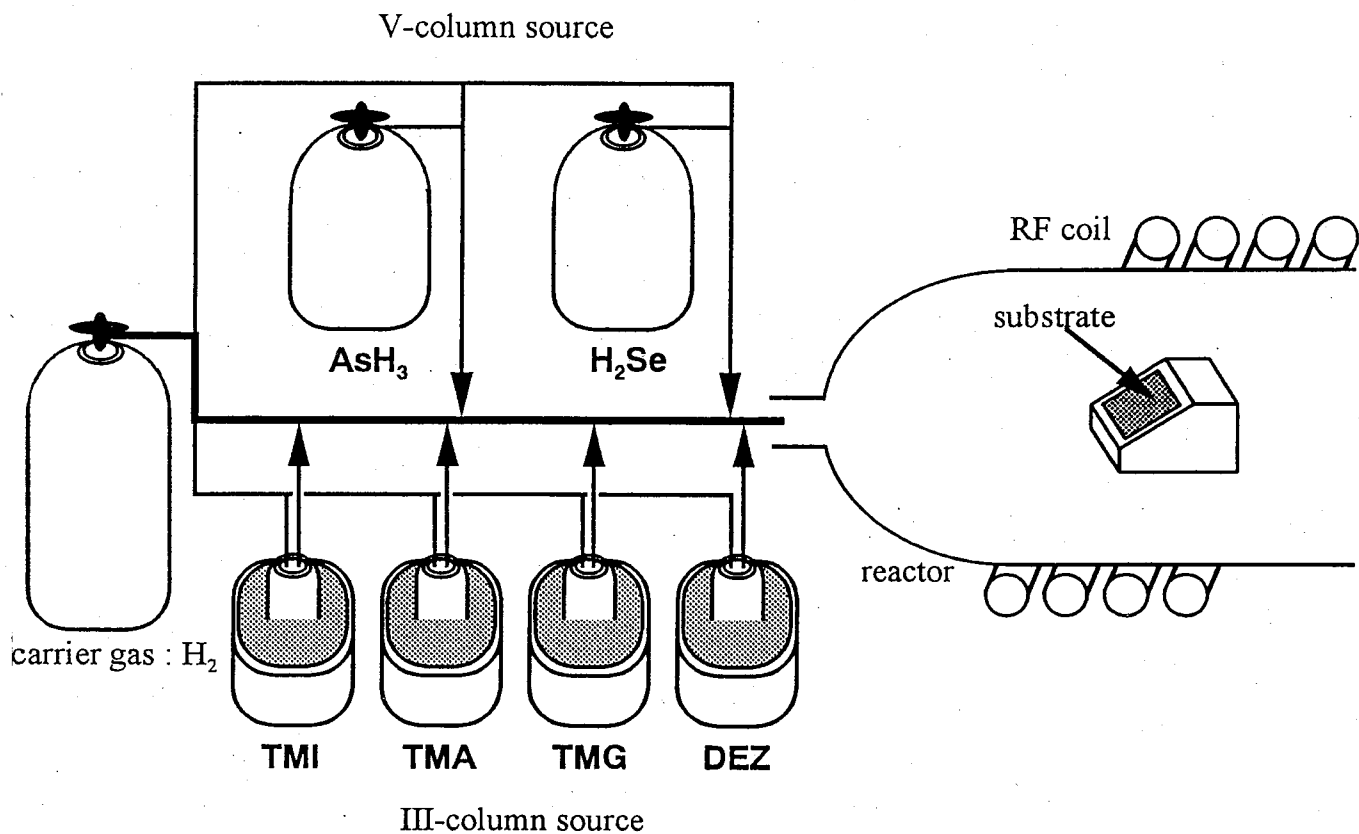 V-column source
RF coil
substrate
AsH₃
H₂Se
reactor
carrier gas : H₂
TMI
TMA
TMG
DEZ
III-column source